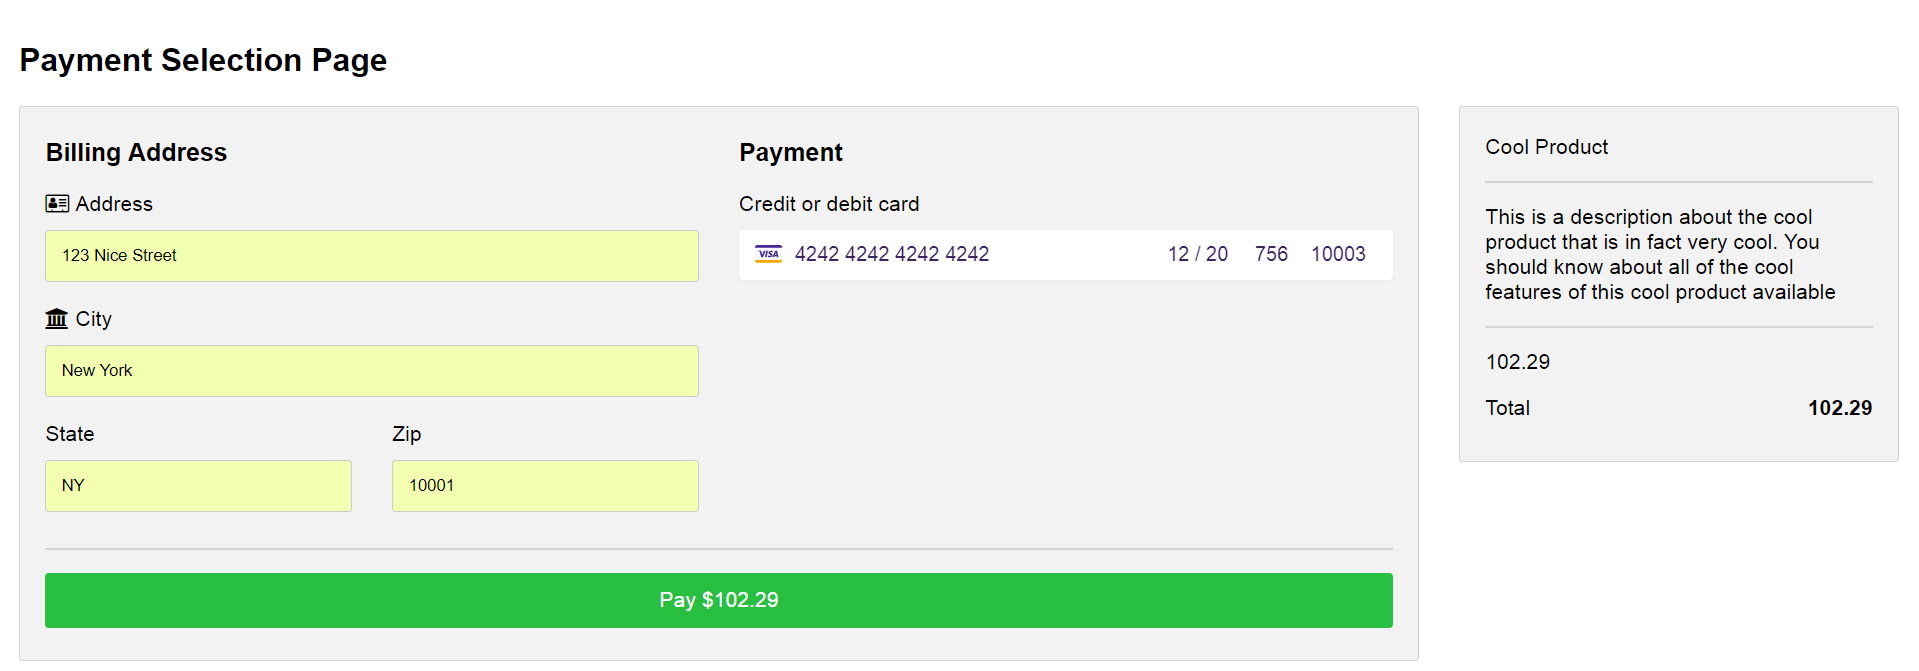 Payment Selection Page
Billing Address
Address
123 Nice Street
City
New York
State Zip
NY 10001
Payment
Credit or debit card
VISA 4242 4242 4242 4242 12 / 20 756 10003
Pay $102.29
Cool Product
This is a description about the cool
product that is in fact very cool. You
should know about all of the cool
features of this cool product available
102.29
Total 102.29